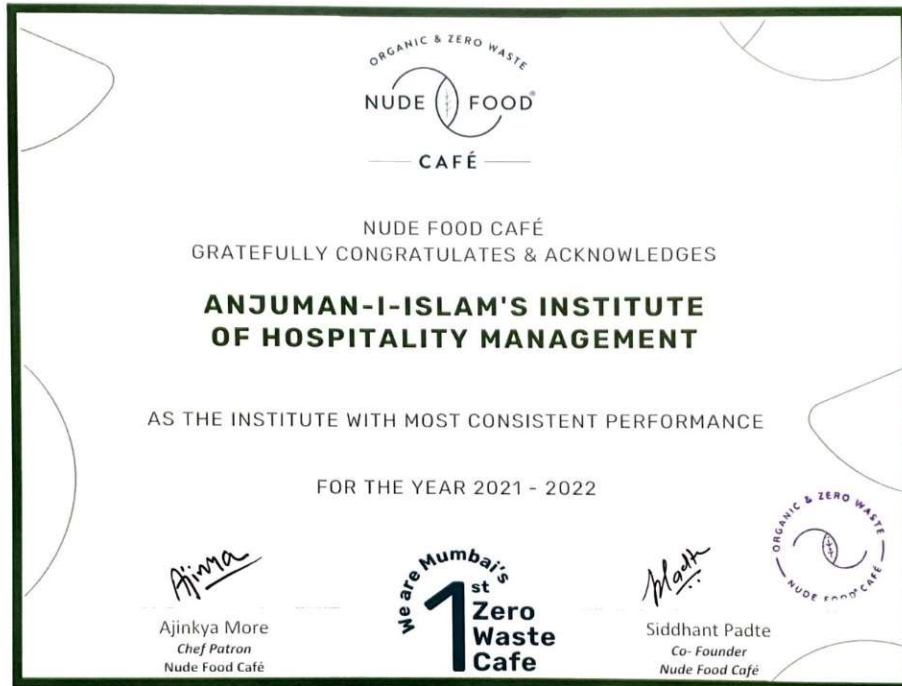 ORGANIC & ZERO WASTE
NUDE FOOD®
CAFÉ
NUDE FOOD CAFÉ
GRATEFULLY CONGRATULATES & ACKNOWLEDGES
ANJUMAN-I-ISLAM'S INSTITUTE
OF HOSPITALITY MANAGEMENT
AS THE INSTITUTE WITH MOST CONSISTENT PERFORMANCE
FOR THE YEAR 2021 - 2022
ORGANIC & ZERO WASTE
NUDE FOOD® CAFÉ
Ajinkya More
Chef Patron
Nude Food Café
We are Mumbai's
1st
Zero
Waste
Cafe
Siddhant Padte
Co- Founder
Nude Food Café